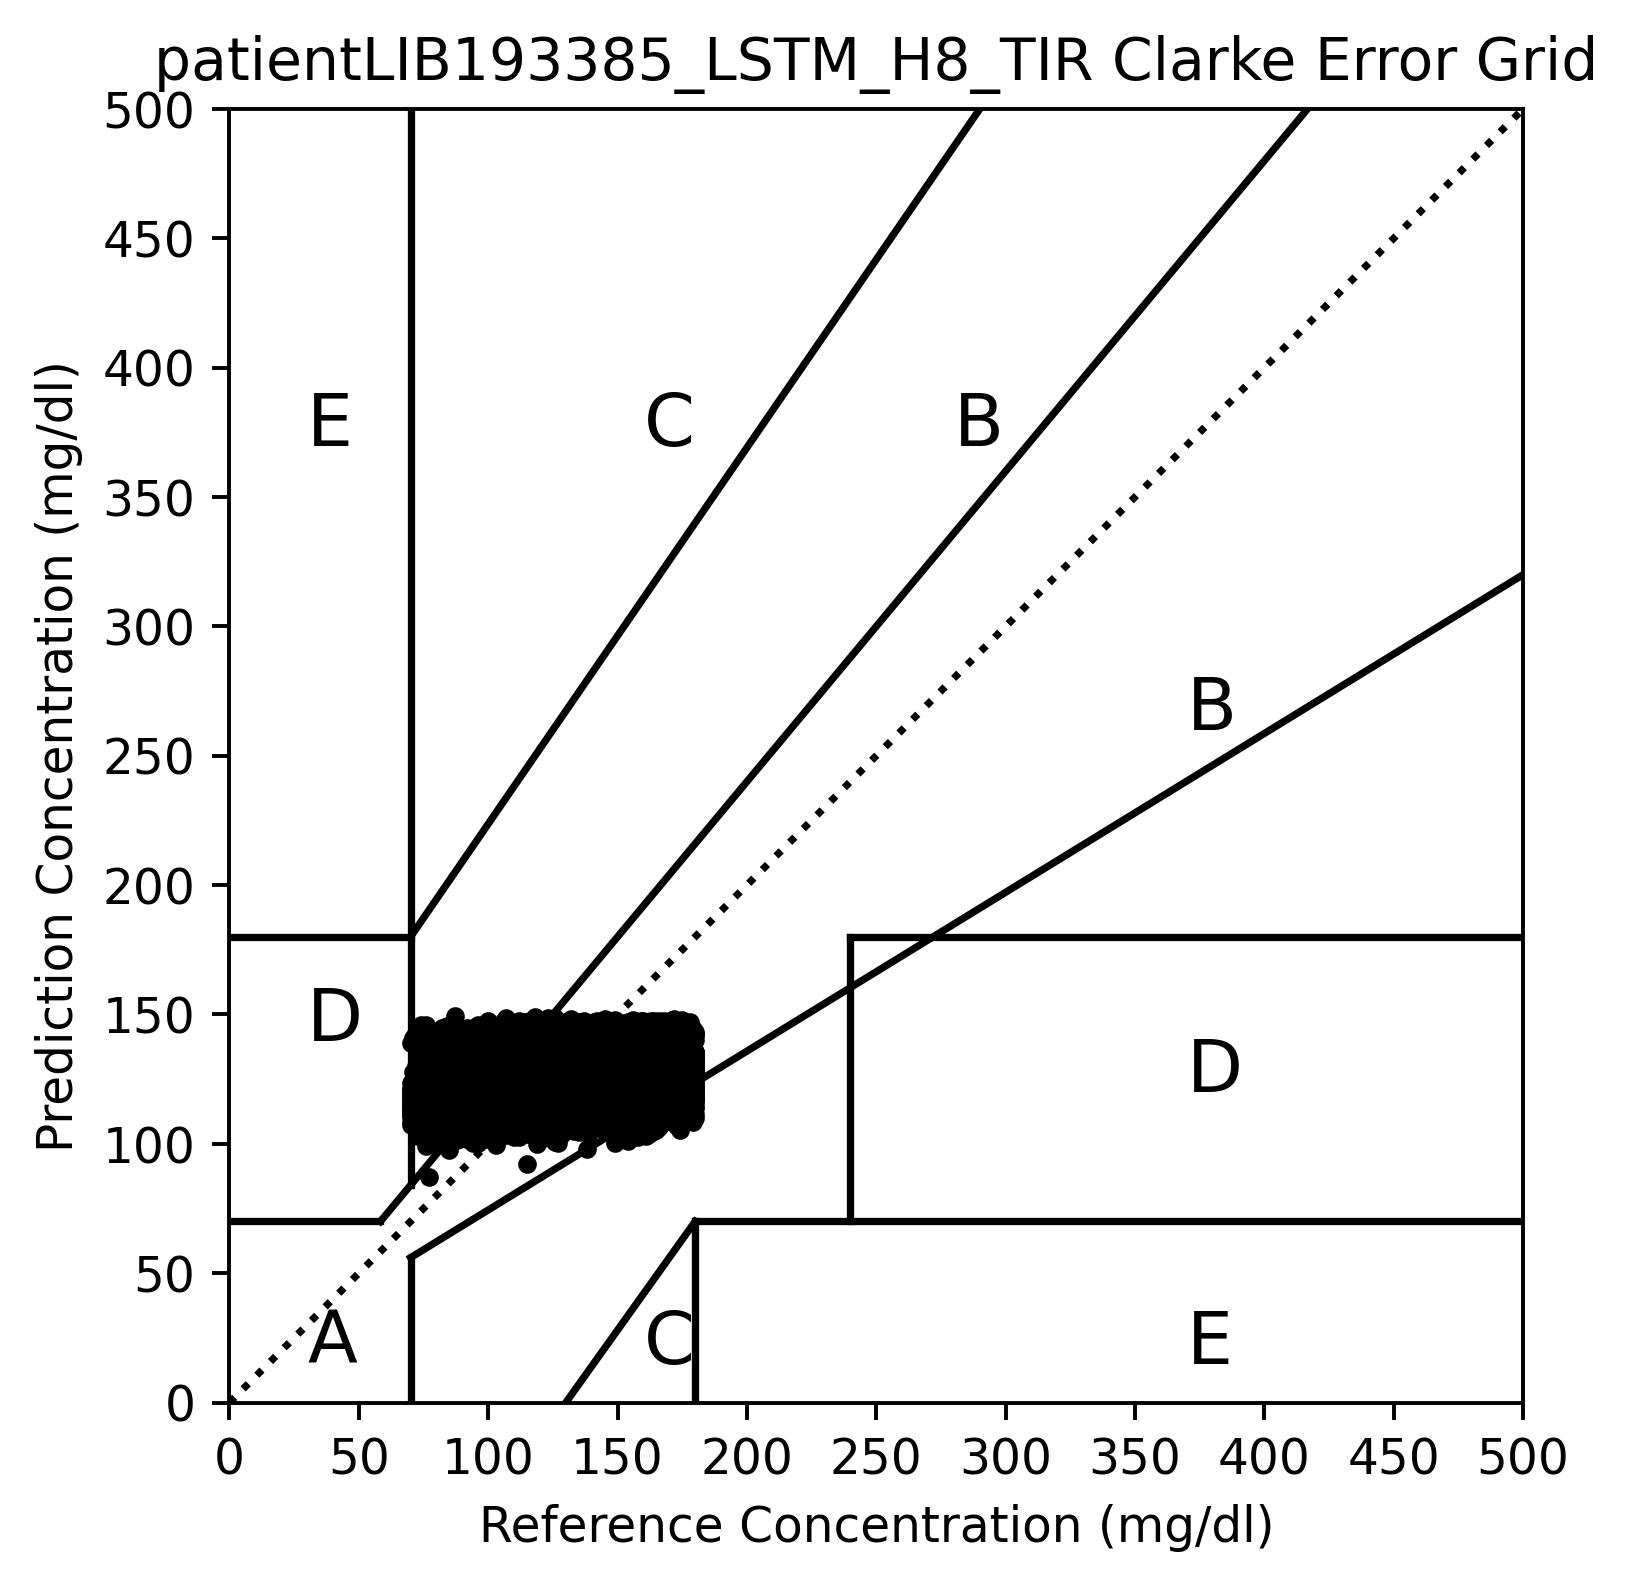 patientLIB193385_LSTM_H8_TIR Clarke Error Grid
500
450
400
350
300
250
200
150
100
50
0
Prediction Concentration (mg/dl)
E
C
B
B
D
D
A
C
E
0 50 100 150 200 250 300 350 400 450 500
Reference Concentration (mg/dl)